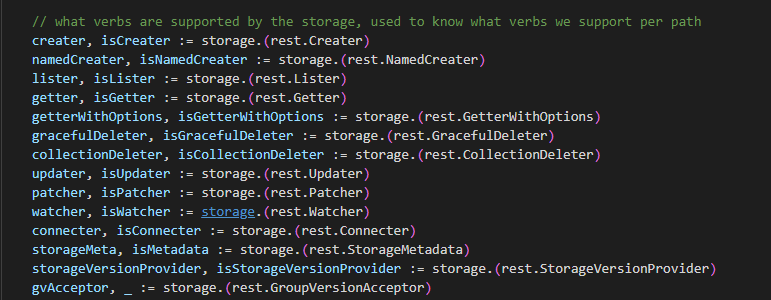 // what verbs are supported by the storage, used to know what verbs we support per path
creater, isCreater := storage.(rest.Creater)
namedCreater, isNamedCreater := storage.(rest.NamedCreater)
lister, isLister := storage.(rest.Lister)
getter, isGetter := storage.(rest.Getter)
getterWithOptions, isGetterWithOptions := storage.(rest.GetterWithOptions)
gracefulDeleter, isGracefulDeleter := storage.(rest.GracefulDeleter)
collectionDeleter, isCollectionDeleter := storage.(rest.CollectionDeleter)
updater, isUpdater := storage.(rest.Updater)
patcher, isPatcher := storage.(rest.Patcher)
watcher, isWatcher := storage.(rest.Watcher)
connecter, isConnecter := storage.(rest.Connecter)
storageMeta, isMetadata := storage.(rest.StorageMetadata)
storageVersionProvider, isStorageVersionProvider := storage.(rest.StorageVersionProvider)
gvAcceptor, _ := storage.(rest.GroupVersionAcceptor)